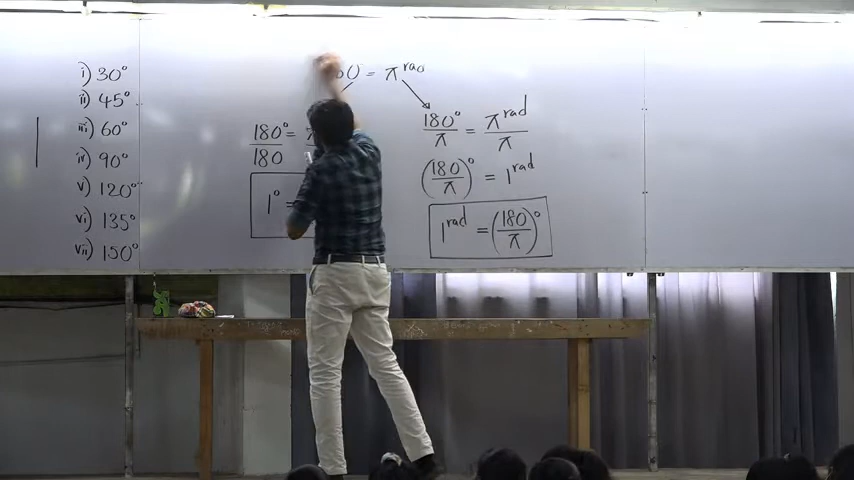 i) 30°
ii) 45°
iii) 60°
iv) 90°
v) 120°
vi) 135°
vii) 150°
= π rad
180° =
180
1° =
180° / π = π rad / π
(180 / π)° = 1 rad
1 rad = (180 / π)°